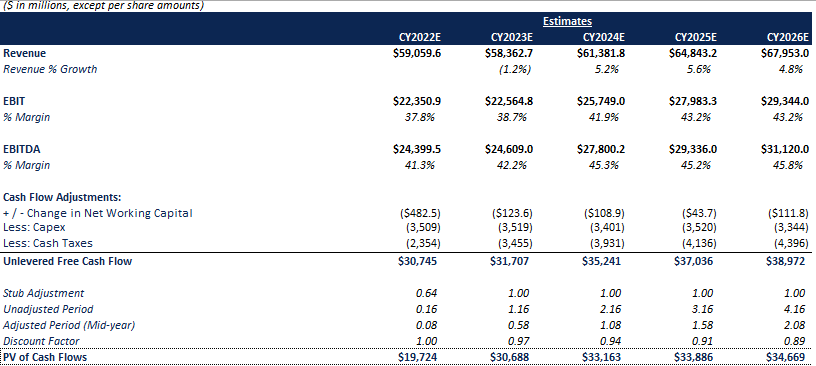 ($ in millions, except per share amounts)
Estimates
CY2022E CY2023E CY2024E CY2025E CY2026E
Revenue $59,059.6 $58,362.7 $61,381.8 $64,843.2 $67,953.0
Revenue % Growth (1.2%) 5.2% 5.6% 4.8%
EBIT $22,350.9 $22,564.8 $25,749.0 $27,983.3 $29,344.0
% Margin 37.8% 38.7% 41.9% 43.2% 43.2%
EBITDA $24,399.5 $24,609.0 $27,800.2 $29,336.0 $31,120.0
% Margin 41.3% 42.2% 45.3% 45.2% 45.8%
Cash Flow Adjustments:
+ / - Change in Net Working Capital ($482.5) ($123.6) ($108.9) ($43.7) ($111.8)
Less: Capex (3,509) (3,519) (3,401) (3,520) (3,344)
Less: Cash Taxes (2,354) (3,455) (3,931) (4,136) (4,396)
Unlevered Free Cash Flow $30,745 $31,707 $35,241 $37,036 $38,972
Stub Adjustment 0.64 1.00 1.00 1.00 1.00
Unadjusted Period 0.16 1.16 2.16 3.16 4.16
Adjusted Period (Mid-year) 0.08 0.58 1.08 1.58 2.08
Discount Factor 1.00 0.97 0.94 0.91 0.89
PV of Cash Flows $19,724 $30,688 $33,163 $33,886 $34,669